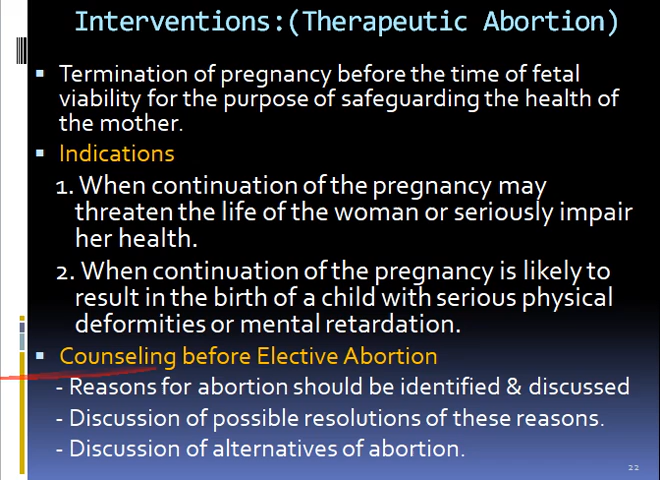 Interventions:(Therapeutic Abortion)
▪ Termination of pregnancy before the time of fetal
viability for the purpose of safeguarding the health of
the mother.
▪ Indications
1. When continuation of the pregnancy may
threaten the life of the woman or seriously impair
her health.
2. When continuation of the pregnancy is likely to
result in the birth of a child with serious physical
deformities or mental retardation.
▪ Counseling before Elective Abortion
- Reasons for abortion should be identified & discussed
- Discussion of possible resolutions of these reasons.
- Discussion of alternatives of abortion.
22